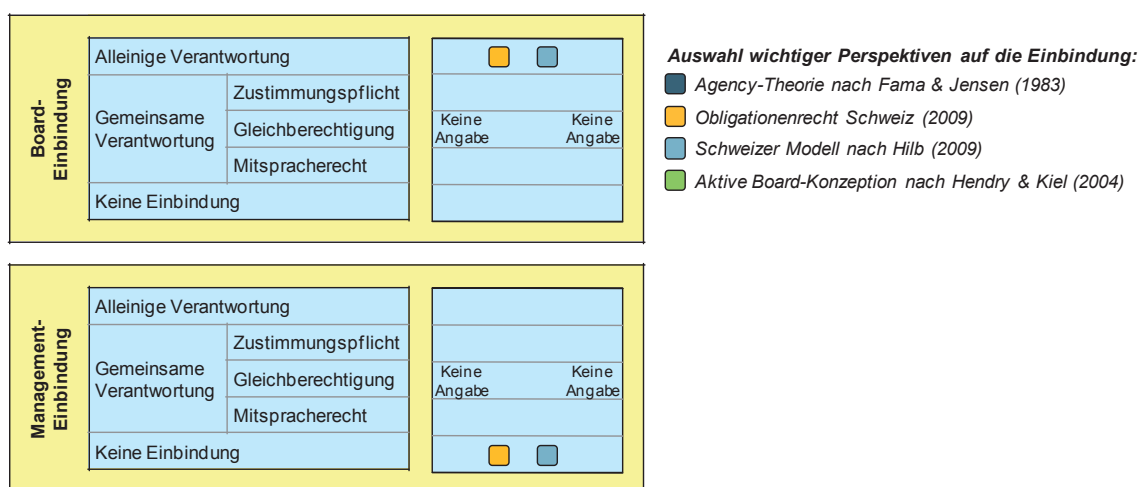 Board-
Einbindung
Alleinige Verantwortung
Gemeinsame
Verantwortung
Zustimmungspflicht
Gleichberechtigung
Mitspracherecht
Keine Einbindung
Keine
Angabe
Keine
Angabe
Auswahl wichtiger Perspektiven auf die Einbindung:
Agency-Theorie nach Fama & Jensen (1983)
Obligationenrecht Schweiz (2009)
Schweizer Modell nach Hilb (2009)
Aktive Board-Konzeption nach Hendry & Kiel (2004)
Management-
Einbindung
Alleinige Verantwortung
Gemeinsame
Verantwortung
Zustimmungspflicht
Gleichberechtigung
Mitspracherecht
Keine Einbindung
Keine
Angabe
Keine
Angabe